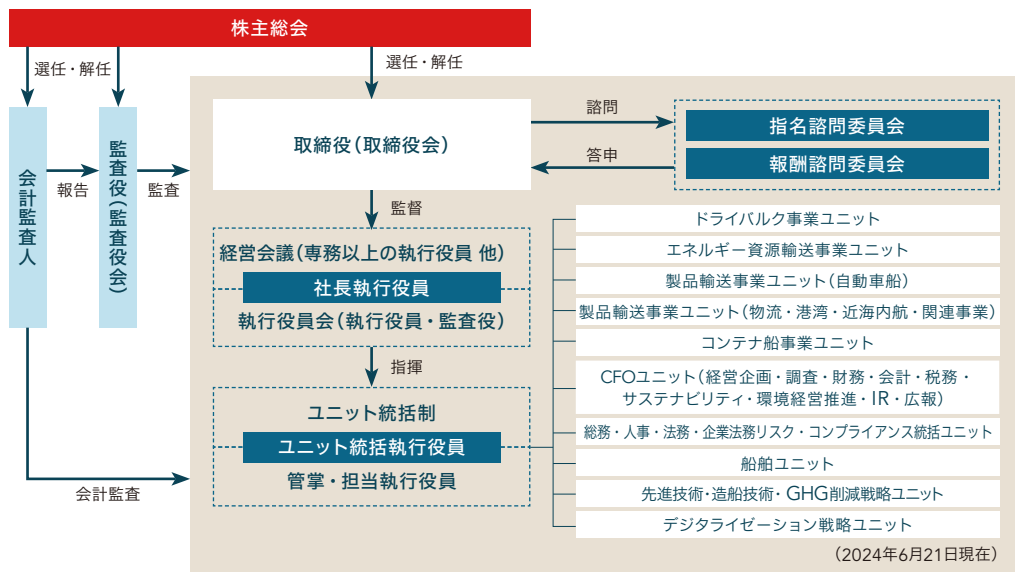 株主総会
選任・解任
選任・解任
会計監査人
報告
監査役(監査役会)
監査
取締役(取締役会)
諮問
答申
指名諮問委員会
報酬諮問委員会
監督
経営会議(専務以上の執行役員 他)
社長執行役員
執行役員会(執行役員・監査役)
指揮
ユニット統括制
ユニット統括執行役員
管掌・担当執行役員
会計監査
ドライバルク事業ユニット
エネルギー資源輸送事業ユニット
製品輸送事業ユニット(自動車船)
製品輸送事業ユニット(物流・港湾・近海内航・関連事業)
コンテナ船事業ユニット
CFOユニット(経営企画・調査・財務・会計・税務・
サステナビリティ・環境経営推進・IR・広報)
総務・人事・法務・企業法務リスク・コンプライアンス統括ユニット
船舶ユニット
先進技術・造船技術・GHG削減戦略ユニット
デジタライゼーション戦略ユニット
(2024年6月21日現在)